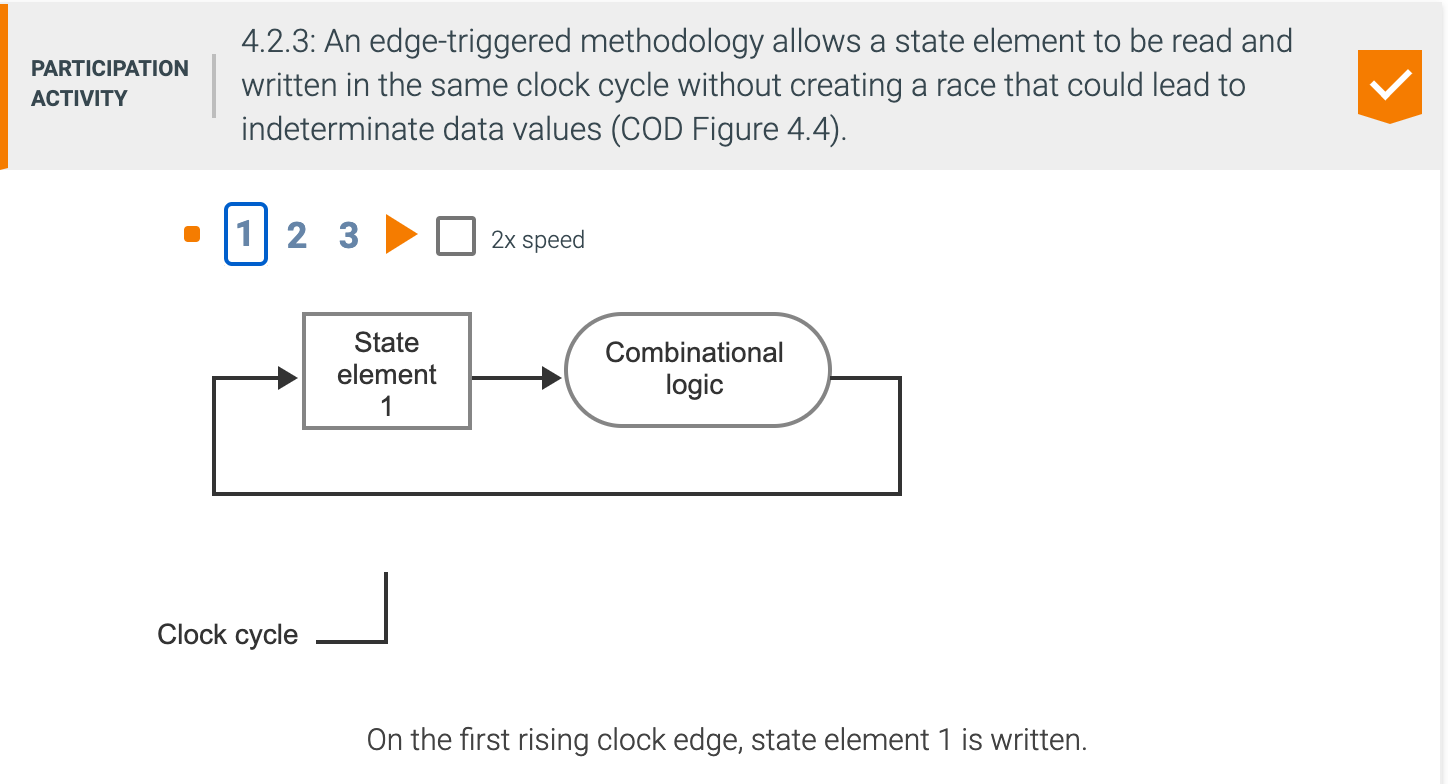 PARTICIPATION
ACTIVITY
4.2.3: An edge-triggered methodology allows a state element to be read and
written in the same clock cycle without creating a race that could lead to
indeterminate data values (COD Figure 4.4).
1 2 3 2x speed
State
element
1
Combinational
logic
Clock cycle
On the first rising clock edge, state element 1 is written.